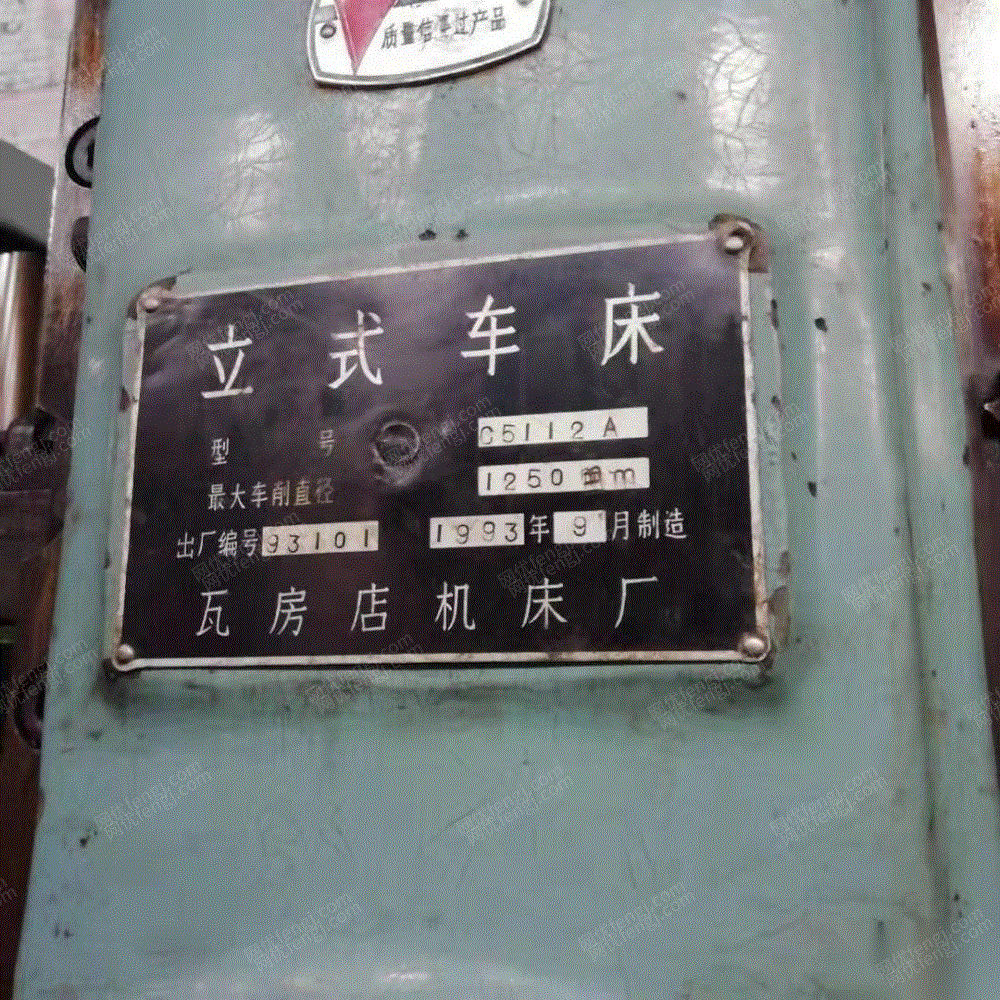 质量信得过产品
立式车床
型号 C5112A
最大车削直径 1250mm
出厂编号 93101 1993年9月制造
瓦房店机床厂